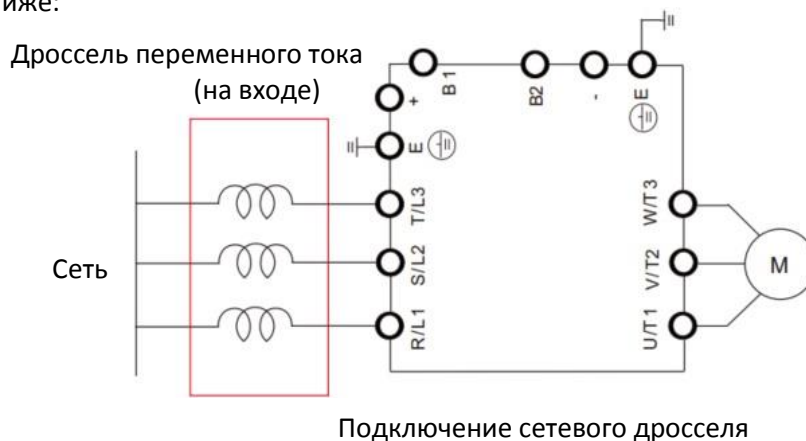 иже:
Дроссель переменного тока
(на входе)
Сеть
+
B1
B2
-
E
E
T/L3
S/L2
R/L1
W/T3
V/T2
U/T1
M
Подключение сетевого дросселя